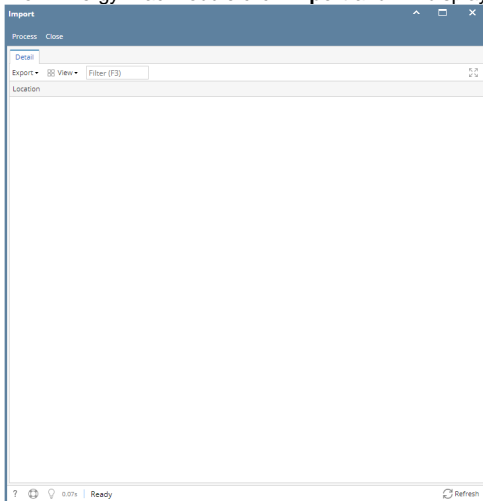 Import
Process Close
Detail
Export View Filter (F3)
Location
? 0.07s Ready Refresh